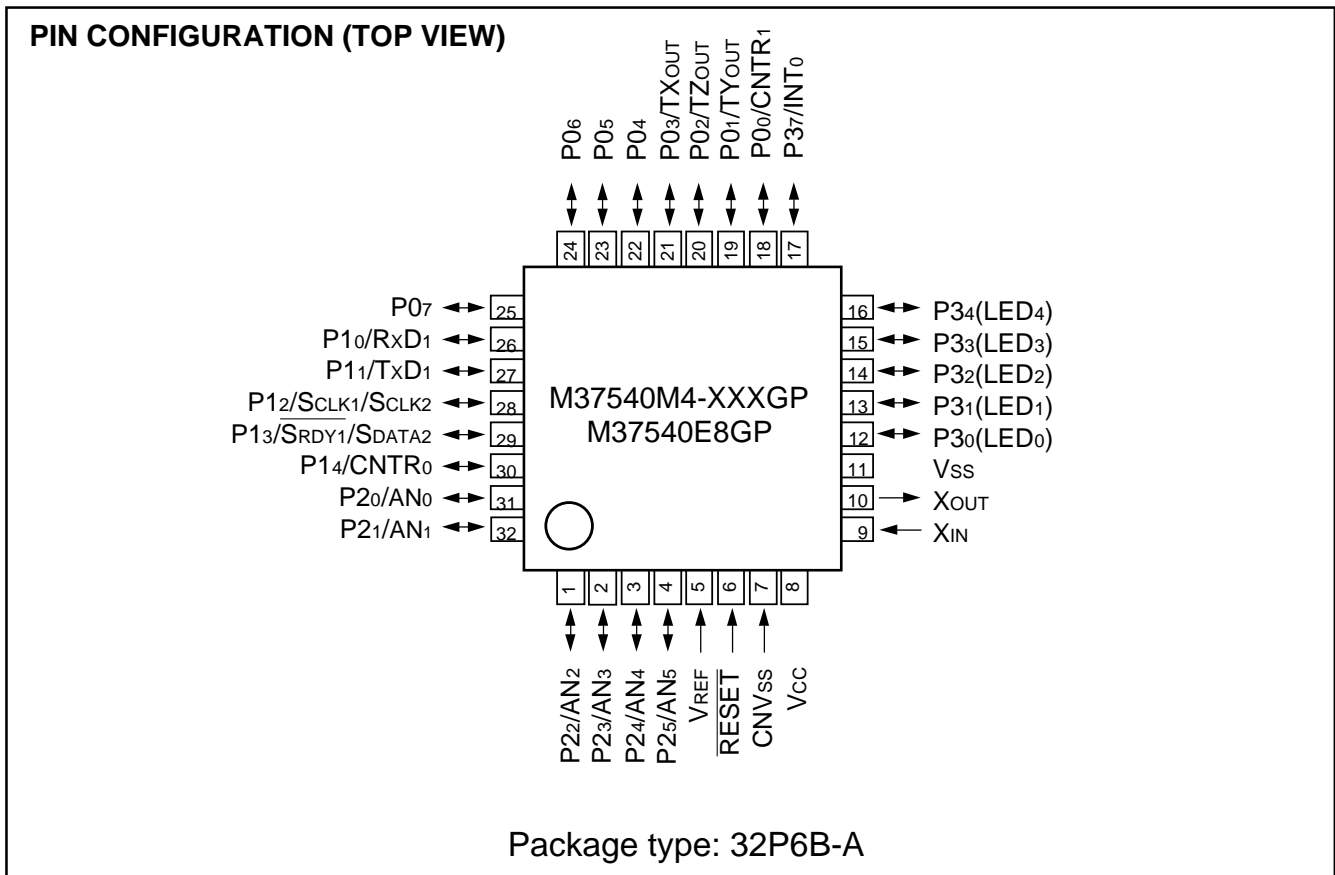 PIN CONFIGURATION (TOP VIEW)
P06
P05
P04
P03/TXOUT
P02/TZOUT
P01/TYOUT
P00/CNTR1
P37/INT0
24
23
22
21
20
19
18
17
P07 25
P10/RXD1 26
P11/TXD1 27
P12/SCLK1/SCLK2 28
P13/SRDY1/SDATA2 29
P14/CNTR0 30
P20/AN0 31
P21/AN1 32
M37540M4-XXXGP
M37540E8GP
16 P34(LED4)
15 P33(LED3)
14 P32(LED2)
13 P31(LED1)
12 P30(LED0)
11 VSS
10 XOUT
9 XIN
1
2
3
4
5
6
7
8
P22/AN2
P23/AN3
P24/AN4
P25/AN5
VREF
RESET
CNVSS
VCC
Package type: 32P6B-A